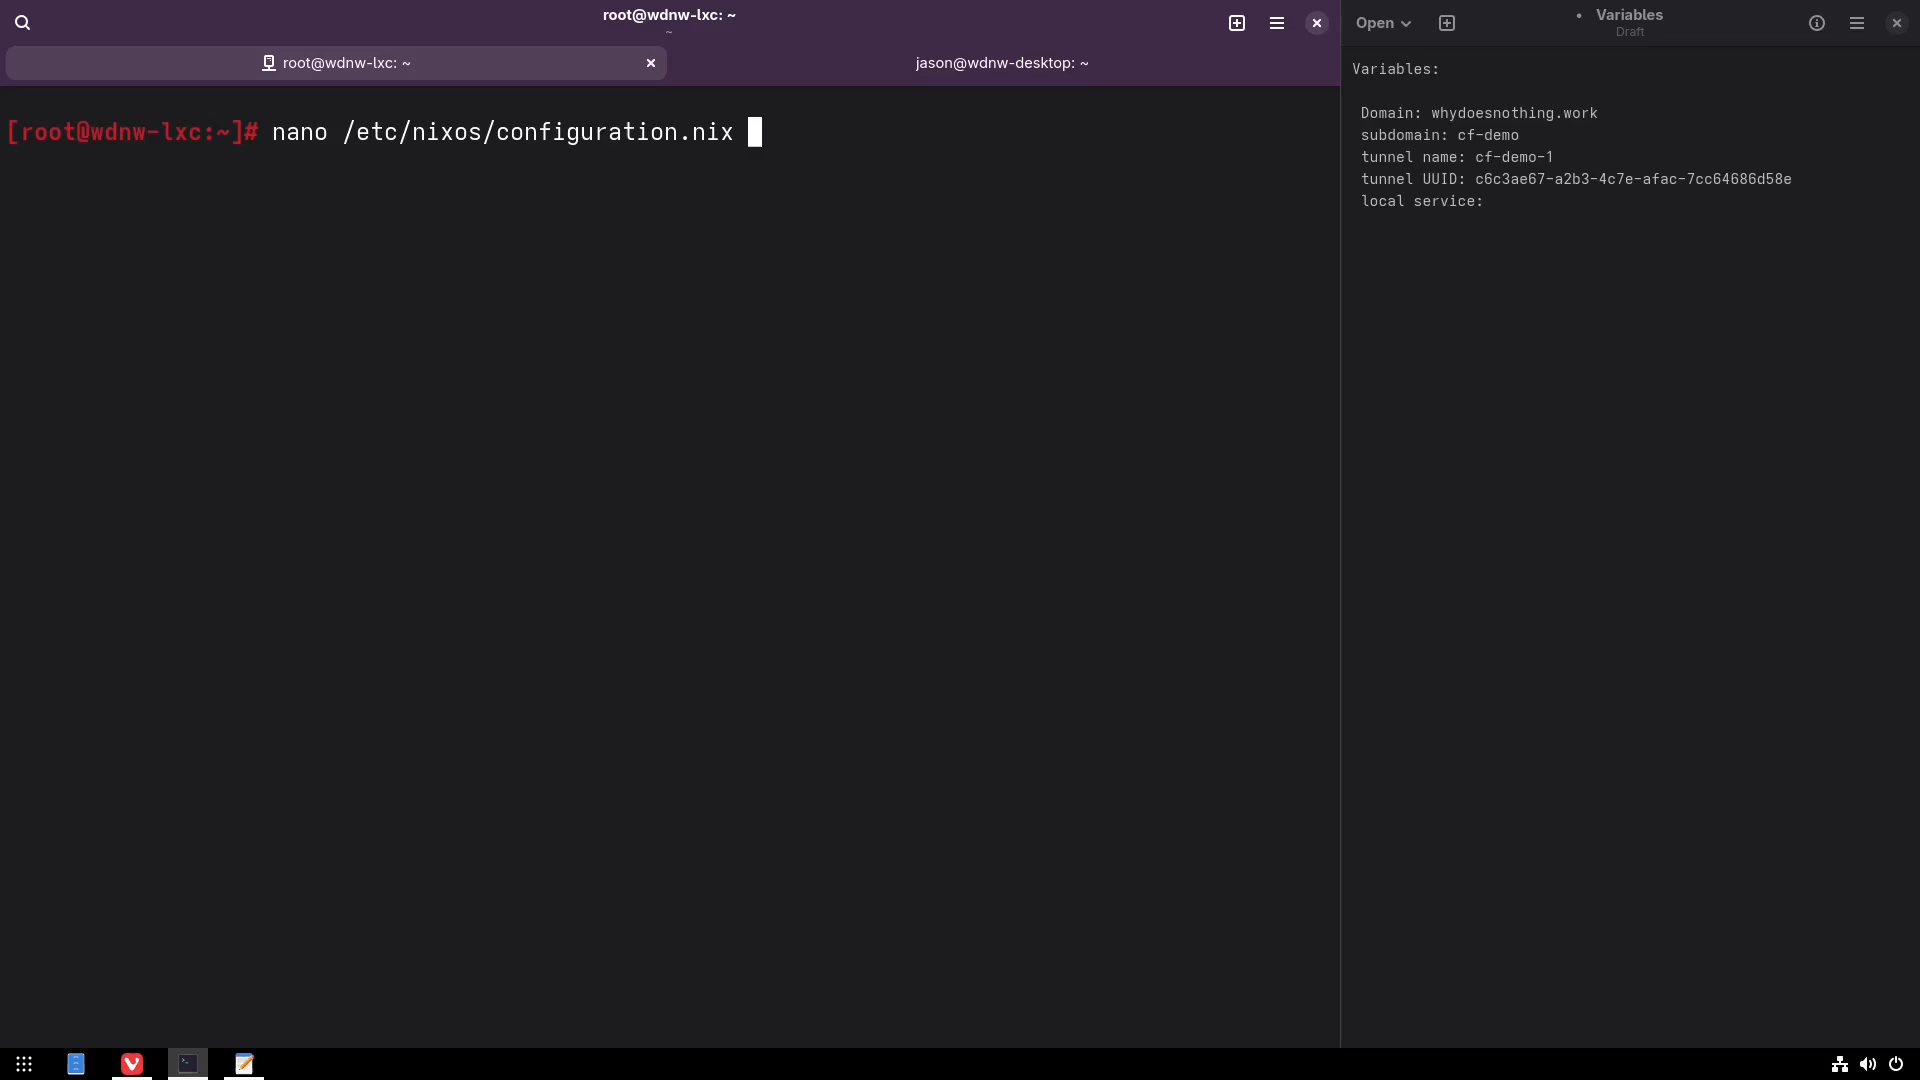 root@wdnw-lxc: ~
~
root@wdnw-lxc: ~
jason@wdnw-desktop: ~
[root@wdnw-lxc:~]# nano /etc/nixos/configuration.nix
Open
• Variables
Draft
Variables:
Domain: whydoesnothing.work
subdomain: cf-demo
tunnel name: cf-demo-1
tunnel UUID: c6c3ae67-a2b3-4c7e-afac-7cc64686d58e
local service: